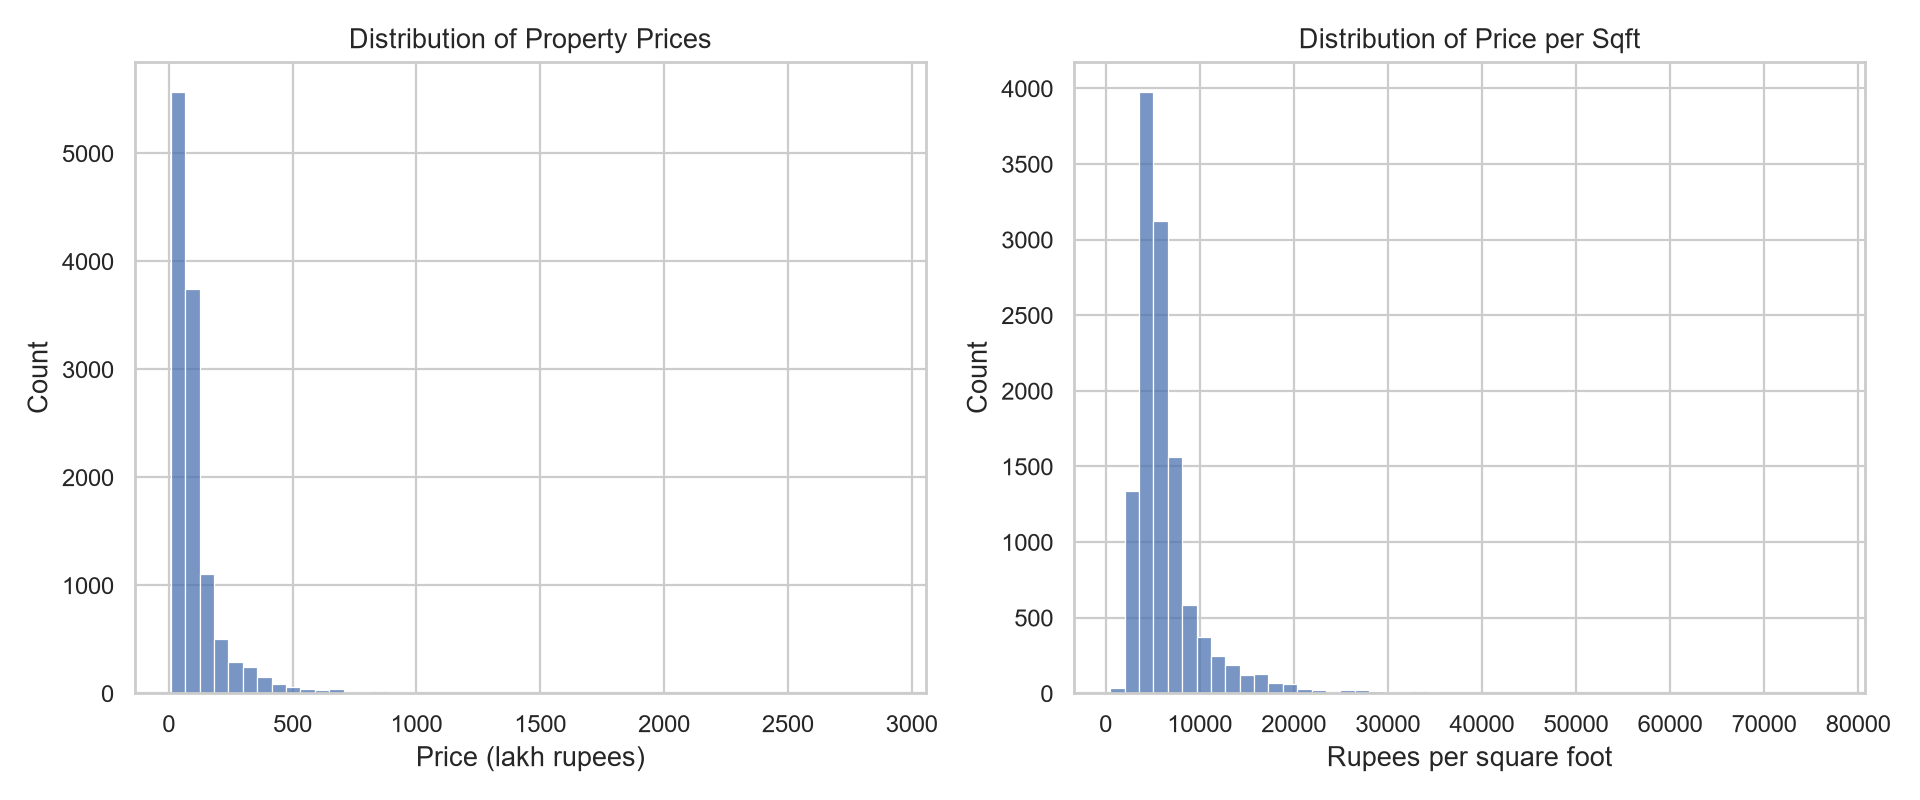 Distribution of Property Prices
5000
4000
3000
2000
1000
0
Count
0 500 1000 1500 2000 2500 3000
Price (lakh rupees)
Distribution of Price per Sqft
4000
3500
3000
2500
2000
1500
1000
500
0
Count
0 10000 20000 30000 40000 50000 60000 70000 80000
Rupees per square foot